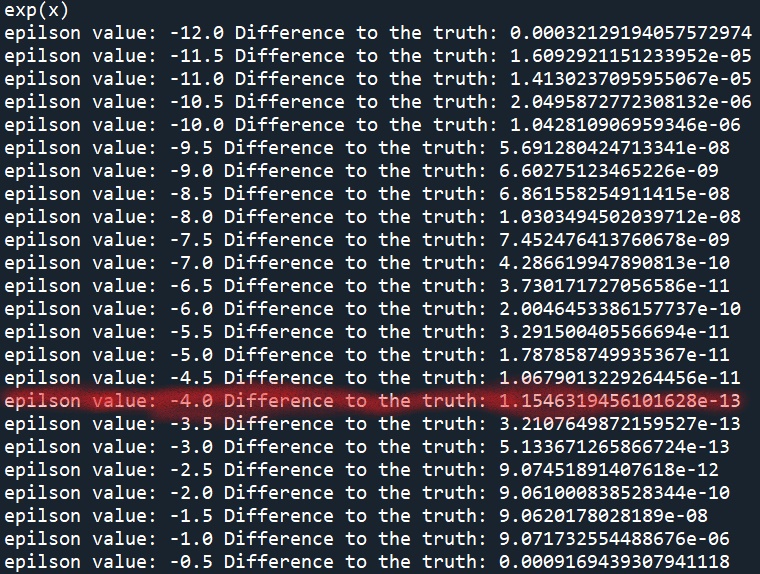 exp(x)
epilson value: -12.0 Difference to the truth: 0.00032129194057572974
epilson value: -11.5 Difference to the truth: 1.6092921151233952e-05
epilson value: -11.0 Difference to the truth: 1.4130237095955067e-05
epilson value: -10.5 Difference to the truth: 2.0495872772308132e-06
epilson value: -10.0 Difference to the truth: 1.042810906959346e-06
epilson value: -9.5 Difference to the truth: 5.691280424713341e-08
epilson value: -9.0 Difference to the truth: 6.60275123465226e-09
epilson value: -8.5 Difference to the truth: 6.861558254911415e-08
epilson value: -8.0 Difference to the truth: 1.0303494502039712e-08
epilson value: -7.5 Difference to the truth: 7.452476413760678e-09
epilson value: -7.0 Difference to the truth: 4.286619947890813e-10
epilson value: -6.5 Difference to the truth: 3.730171727056586e-11
epilson value: -6.0 Difference to the truth: 2.0046453386157737e-10
epilson value: -5.5 Difference to the truth: 3.291500405566694e-11
epilson value: -5.0 Difference to the truth: 1.787858749935367e-11
epilson value: -4.5 Difference to the truth: 1.0679013229264456e-11
epilson value: -4.0 Difference to the truth: 1.1546319456101628e-13
epilson value: -3.5 Difference to the truth: 3.2107649872159527e-13
epilson value: -3.0 Difference to the truth: 5.133671265866724e-13
epilson value: -2.5 Difference to the truth: 9.07451891407618e-12
epilson value: -2.0 Difference to the truth: 9.061000838528344e-10
epilson value: -1.5 Difference to the truth: 9.0620178028189e-08
epilson value: -1.0 Difference to the truth: 9.071732554488676e-06
epilson value: -0.5 Difference to the truth: 0.0009169439307941118